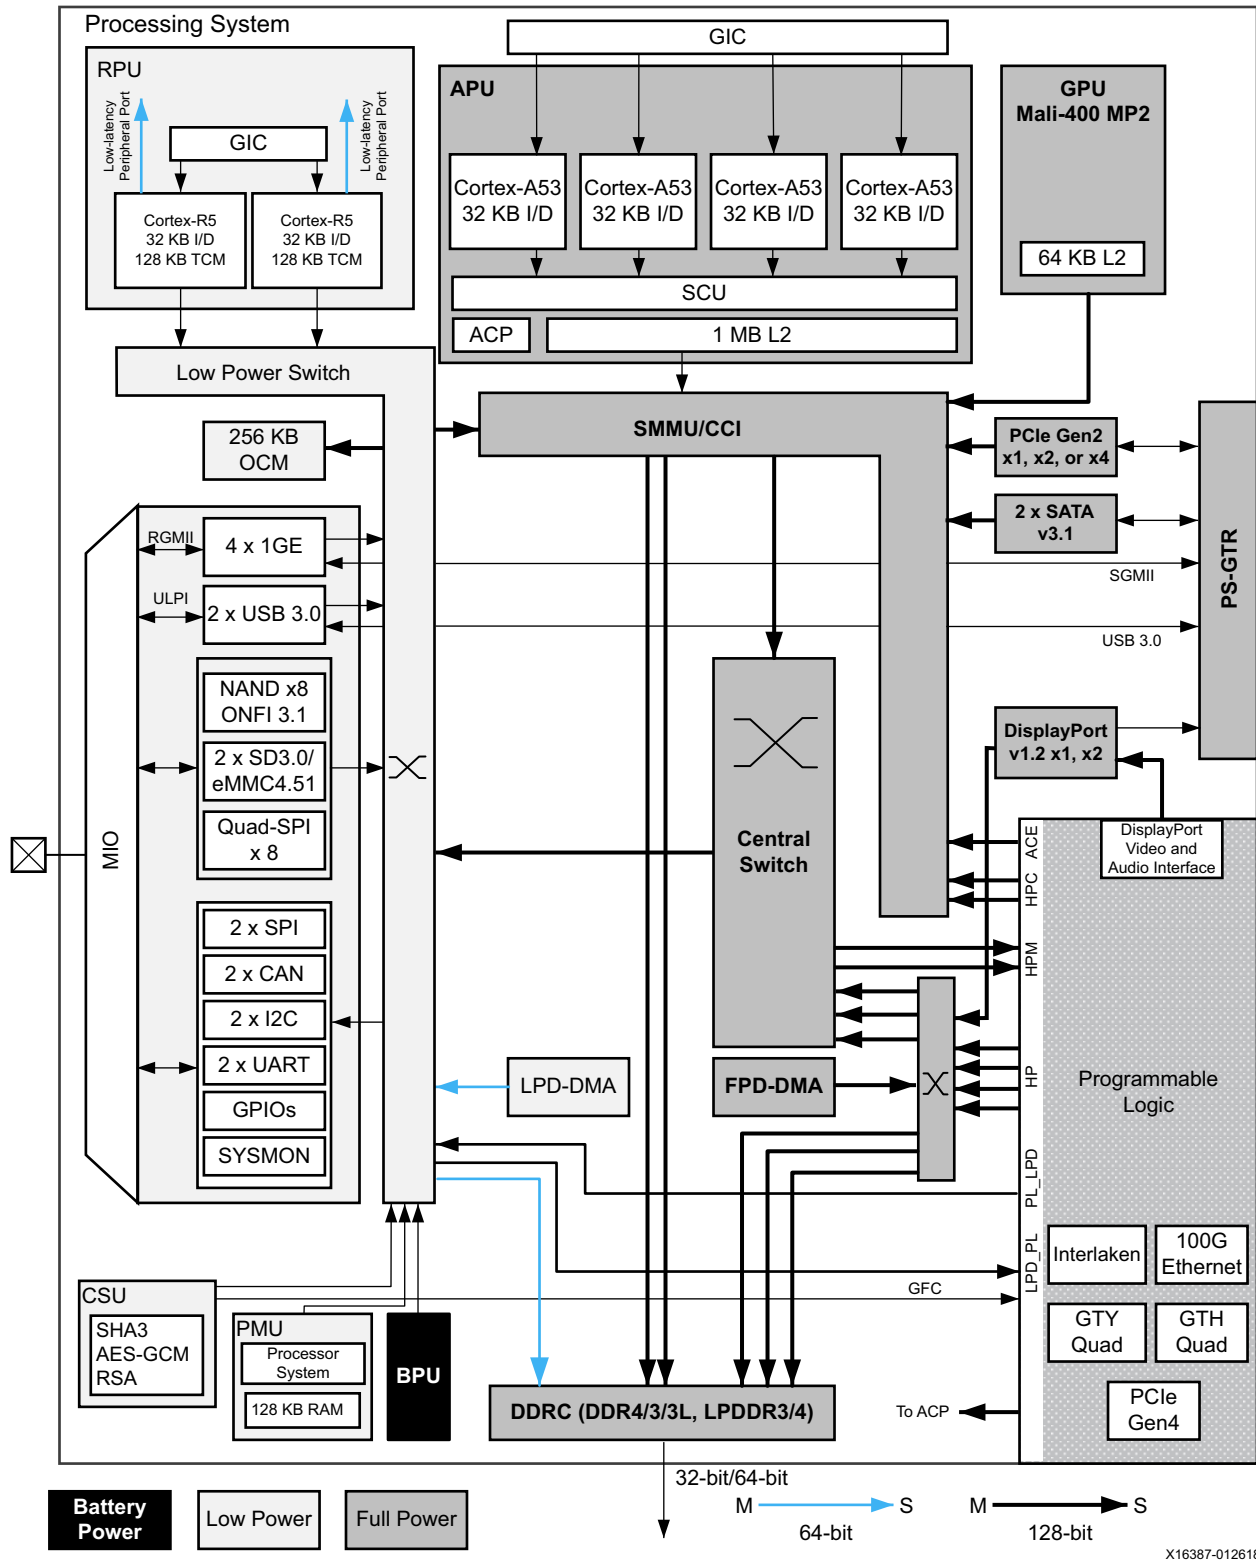 Processing System
RPU
Low-latency
Peripheral Port
GIC
Low-latency
Peripheral Port
Cortex-R5
32 KB I/D
128 KB TCM
Cortex-R5
32 KB I/D
128 KB TCM
GIC
APU
Cortex-A53
32 KB I/D
Cortex-A53
32 KB I/D
Cortex-A53
32 KB I/D
Cortex-A53
32 KB I/D
SCU
ACP
1 MB L2
GPU
Mali-400 MP2
64 KB L2
Low Power Switch
256 KB
OCM
SMMU/CCI
PCIe Gen2
x1, x2, or x4
2 x SATA
v3.1
PS-GTR
RGMII
4 x 1GE
SGMII
ULPI
2 x USB 3.0
USB 3.0
NAND x8
ONFI 3.1
2 x SD3.0/
eMMC4.51
Quad-SPI
x 8
MIO
DisplayPort
v1.2 x1, x2
Central
Switch
DisplayPort
Video and
Audio Interface
ACE
HPC
HPM
HP
PL_LPD
LPD_PL
2 x SPI
2 x CAN
2 x I2C
2 x UART
GPIOs
SYSMON
LPD-DMA
FPD-DMA
Programmable
Logic
Interlaken
100G
Ethernet
GTY
Quad
GTH
Quad
PCIe
Gen4
GFC
CSU
SHA3
AES-GCM
RSA
PMU
Processor
System
128 KB RAM
BPU
DDRC (DDR4/3/3L, LPDDR3/4)
To ACP
32-bit/64-bit
Battery
Power
Low Power
Full Power
M
S
64-bit
M
S
128-bit
X16387-012618